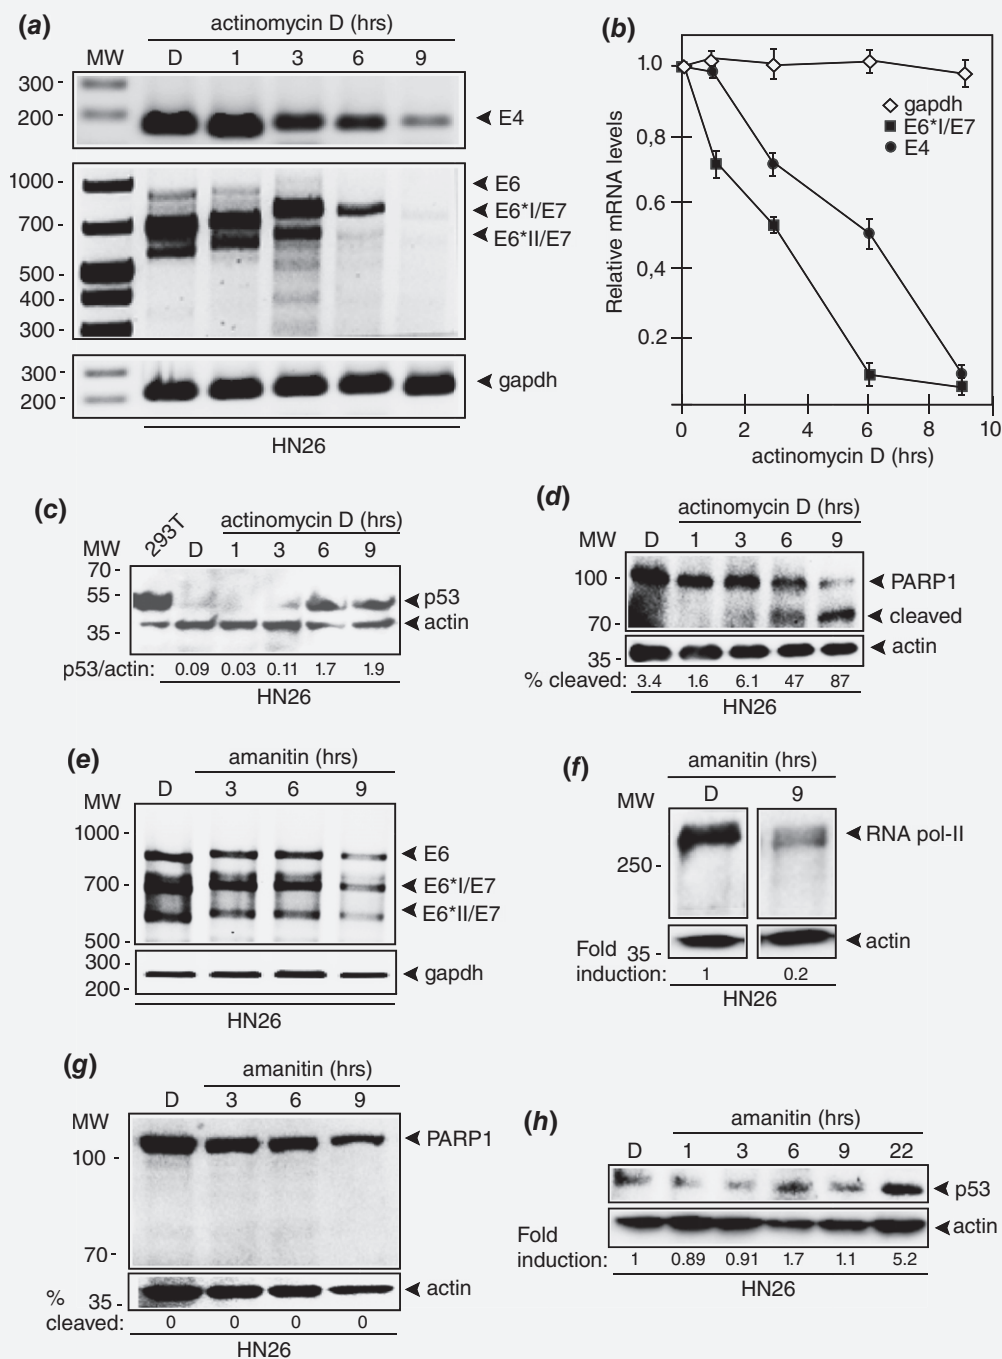 (a)
actinomycin D (hrs)
MW D 1 3 6 9
300 -
200 -
E4
1000 -
700 -
500 -
400 -
300 -
E6
E6*I/E7
E6*II/E7
300 -
200 -
gapdh
HN26
(b)
Relative mRNA levels
1.0
0,8
0.6
0,4
0.2
gapdh
E6*I/E7
E4
0 2 4 6 8 10
actinomycin D (hrs)
(c)
actinomycin D (hrs)
MW 293T D 1 3 6 9
70 -
55 -
35 -
p53
actin
p53/actin: 0.09 0.03 0.11 1.7 1.9
HN26
(d)
actinomycin D (hrs)
MW D 1 3 6 9
100 -
70 -
PARP1
cleaved
35 -
actin
% cleaved: 3.4 1.6 6.1 47 87
HN26
(e)
amanitin (hrs)
D 3 6 9
MW
1000 -
700 -
500 -
E6
E6*I/E7
E6*II/E7
300 -
200 -
gapdh
HN26
(f)
amanitin (hrs)
MW D 9
250 -
RNA pol-II
35 -
actin
Fold
induction: 1 0.2
HN26
(g)
amanitin (hrs)
D 3 6 9
MW
100 -
70 -
PARP1
35 -
actin
%
cleaved: 0 0 0 0
HN26
(h)
amanitin (hrs)
D 1 3 6 9 22
p53
actin
Fold
induction: 1 0.89 0.91 1.7 1.1 5.2
HN26